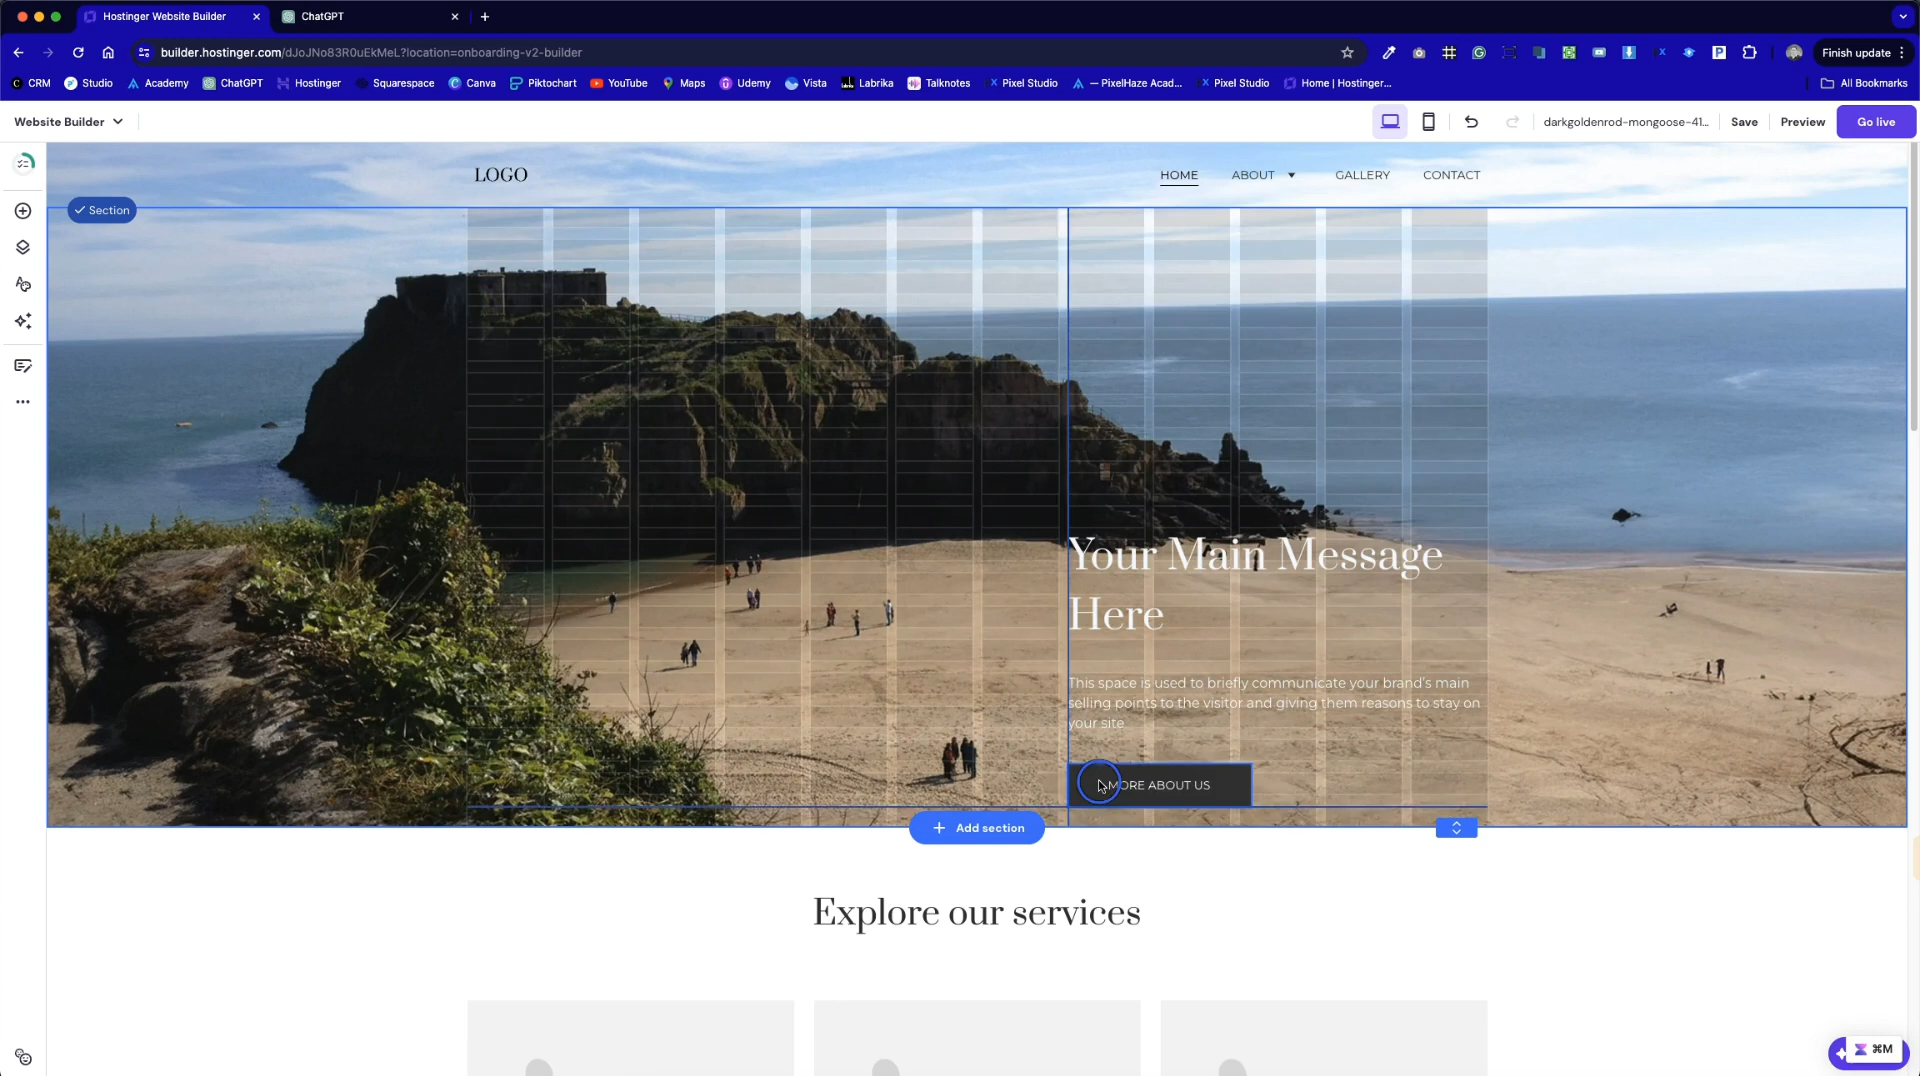 Hostinger Website Builder
ChatGPT
builder.hostinger.com/dJoJNo83R0uEkMeL?location=onboarding-v2-builder
Finish update
CRM
Studio
Academy
ChatGPT
Hostinger
Squarespace
Canva
Piktochart
YouTube
Maps
Udemy
Vista
Labrika
Talknotes
Pixel Studio
— PixelHaze Acad...
Pixel Studio
Home | Hostinger...
All Bookmarks
Website Builder
darkgoldenrod-mongoose-41...
Save
Preview
Go live
LOGO
HOME
ABOUT
GALLERY
CONTACT
Section
Your Main Message
Here
This space is used to briefly communicate your brand's main
selling points to the visitor and giving them reasons to stay on
your site
MORE ABOUT US
Add section
Explore our services
⌘M